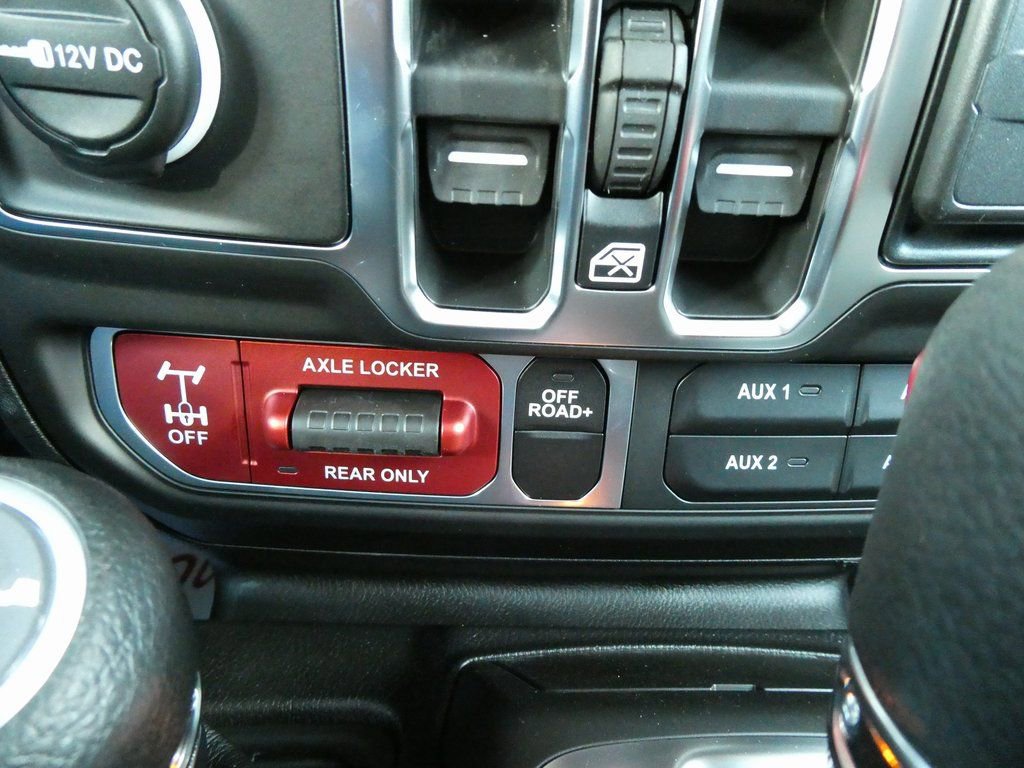 12V DC
AXLE LOCKER
OFF
REAR ONLY
OFF
ROAD+
AUX 1
AUX 2